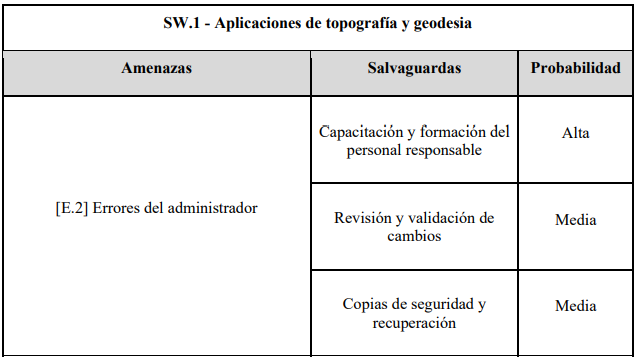 SW.1 - Aplicaciones de topografía y geodesia
Amenazas Salvaguardas Probabilidad
[E.2] Errores del administrador
Capacitación y formación del
personal responsable
Alta
Revisión y validación de
cambios
Media
Copias de seguridad y
recuperación
Media